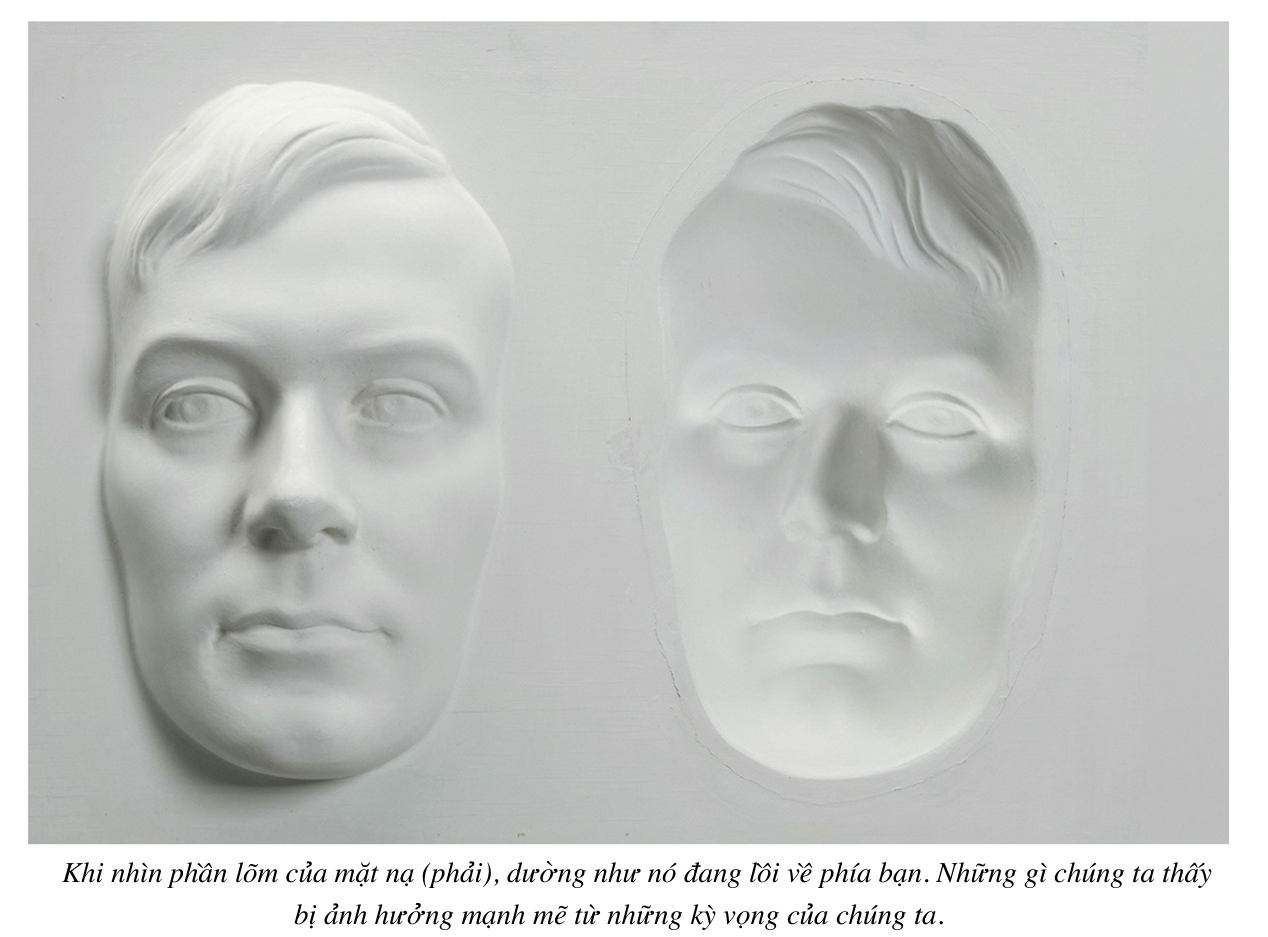 Khi nhìn phần lõm của mặt nạ (phải), dường như nó đang lồi về phía bạn. Những gì chúng ta thấy
bị ảnh hưởng mạnh mẽ từ những kỳ vọng của chúng ta.